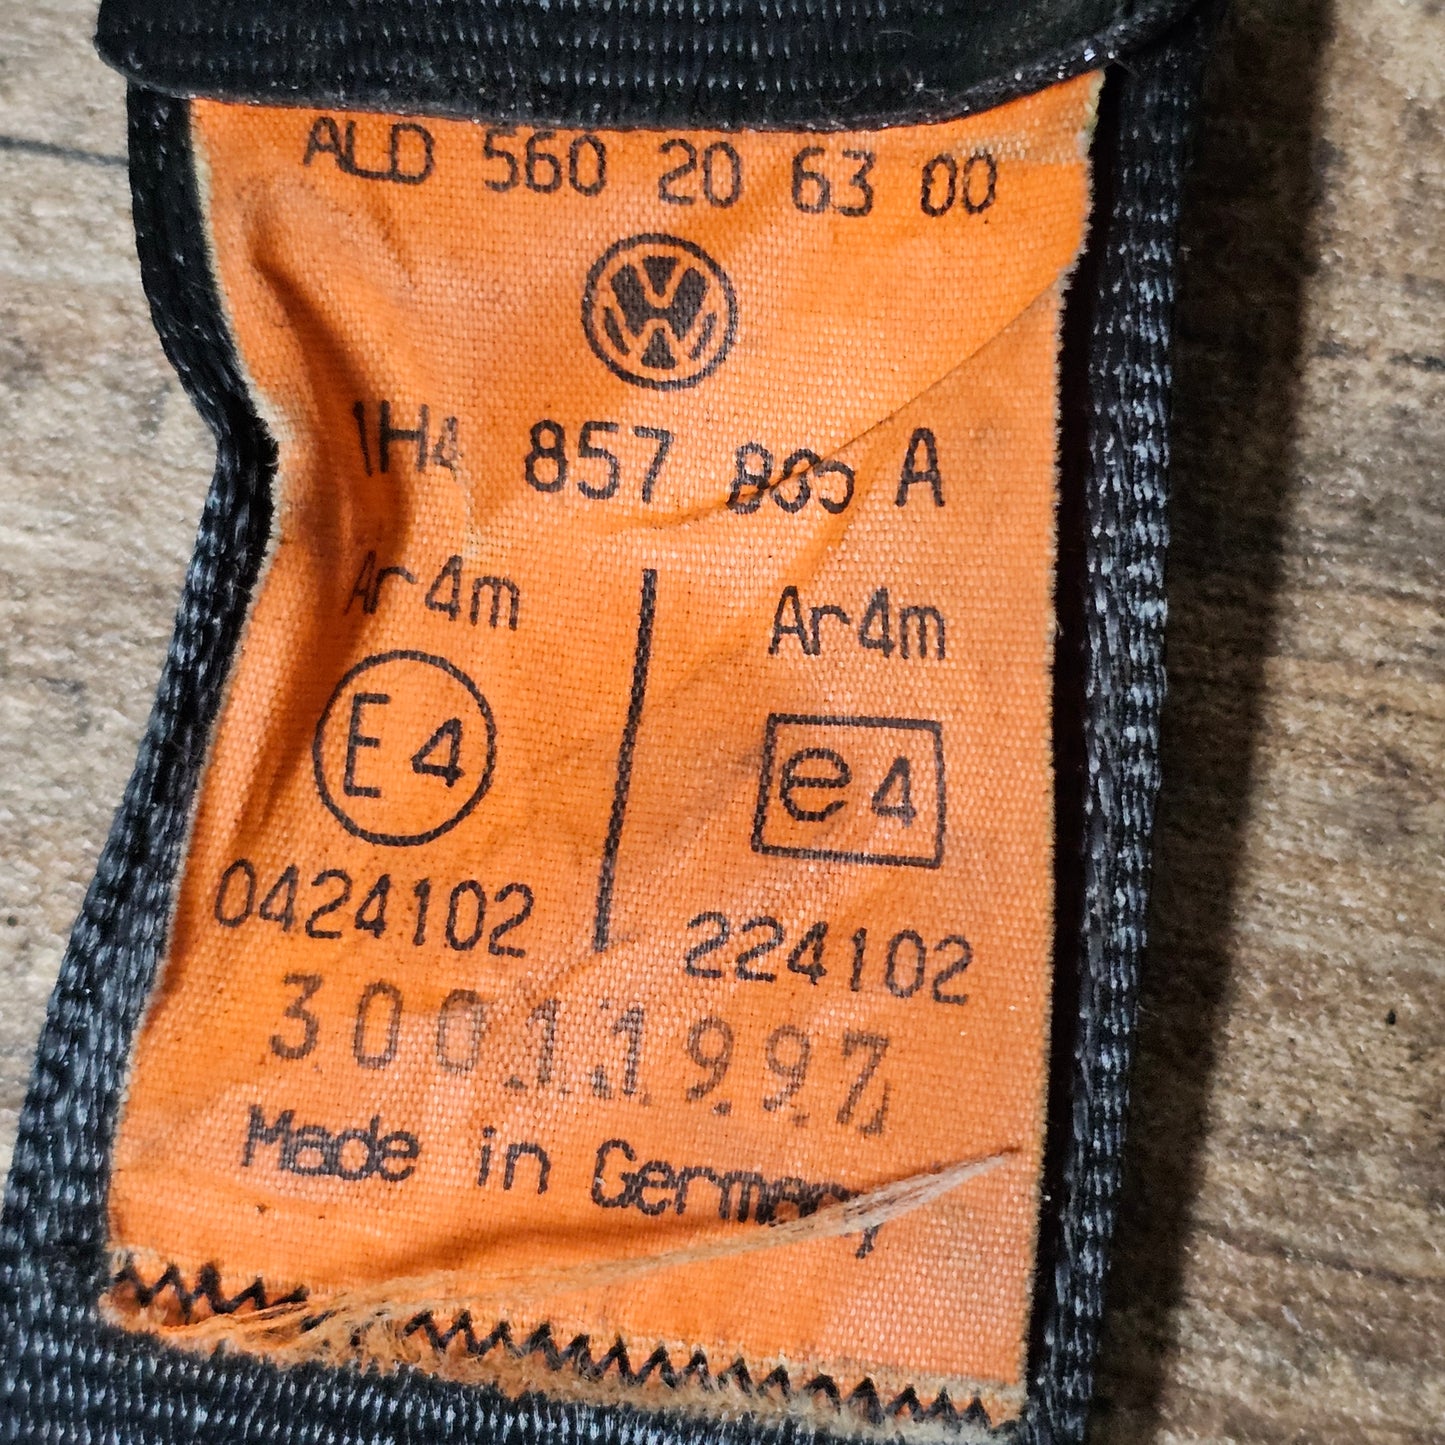 ALD 560 20 63 00
1H4 857 805 A
Ar4m
Ar4m
E4
e4
0424102
224102
30011997
Made in Germany